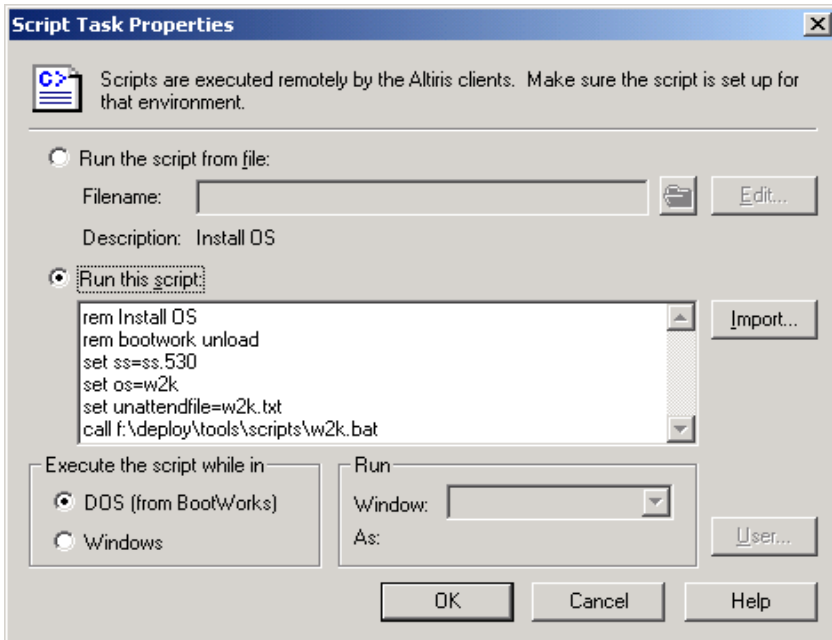 Script Task Properties
C>
Scripts are executed remotely by the Altiris clients. Make sure the script is set up for
that environment.
Run the script from file:
Filename:
Edit...
Description: Install OS
Run this script:
rem Install OS
rem bootwork unload
set ss=ss.530
set os=w2k
set unattendfile=w2k.txt
call f:\deploy\tools\scripts\w2k.bat
Import...
Execute the script while in
DOS (from BootWorks)
Windows
Run
Window:
As:
User...
OK
Cancel
Help